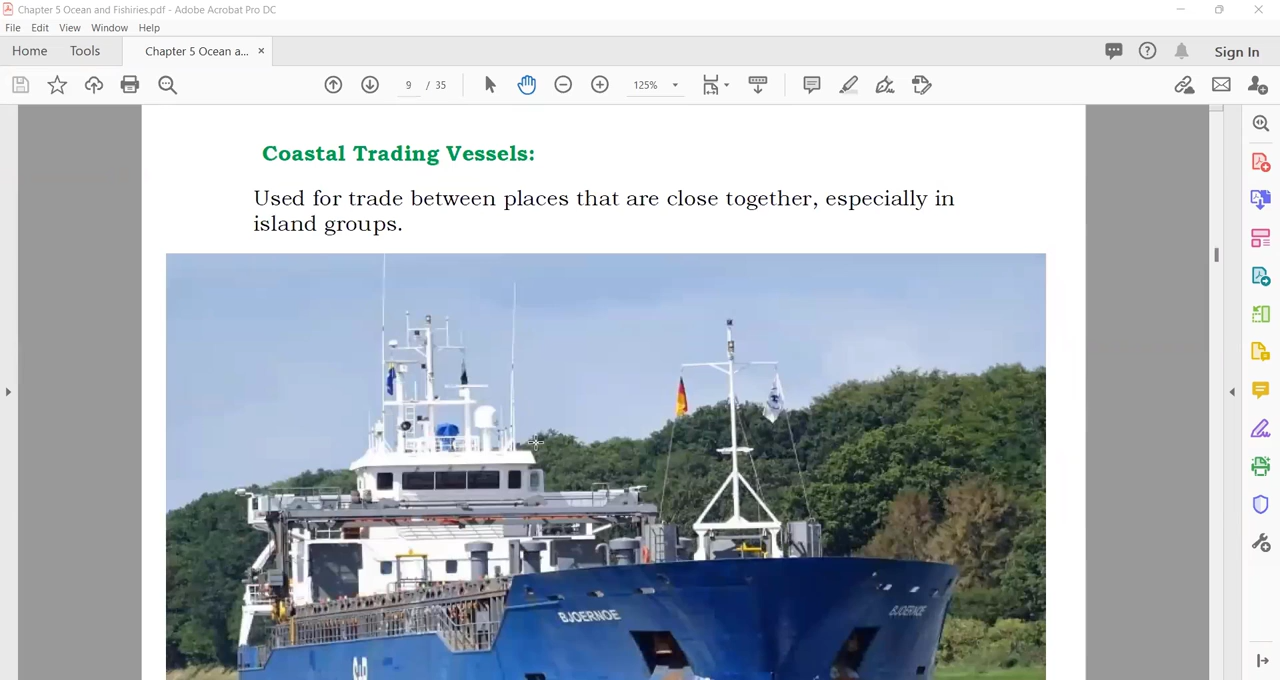 Chapter 5 Ocean and Fishiries.pdf - Adobe Acrobat Pro DC
File Edit View Window Help
Home Tools Chapter 5 Ocean a... × Sign In
9 / 35 125%
Coastal Trading Vessels:
Used for trade between places that are close together, especially in
island groups.
BJOERNOE BJOERNOE